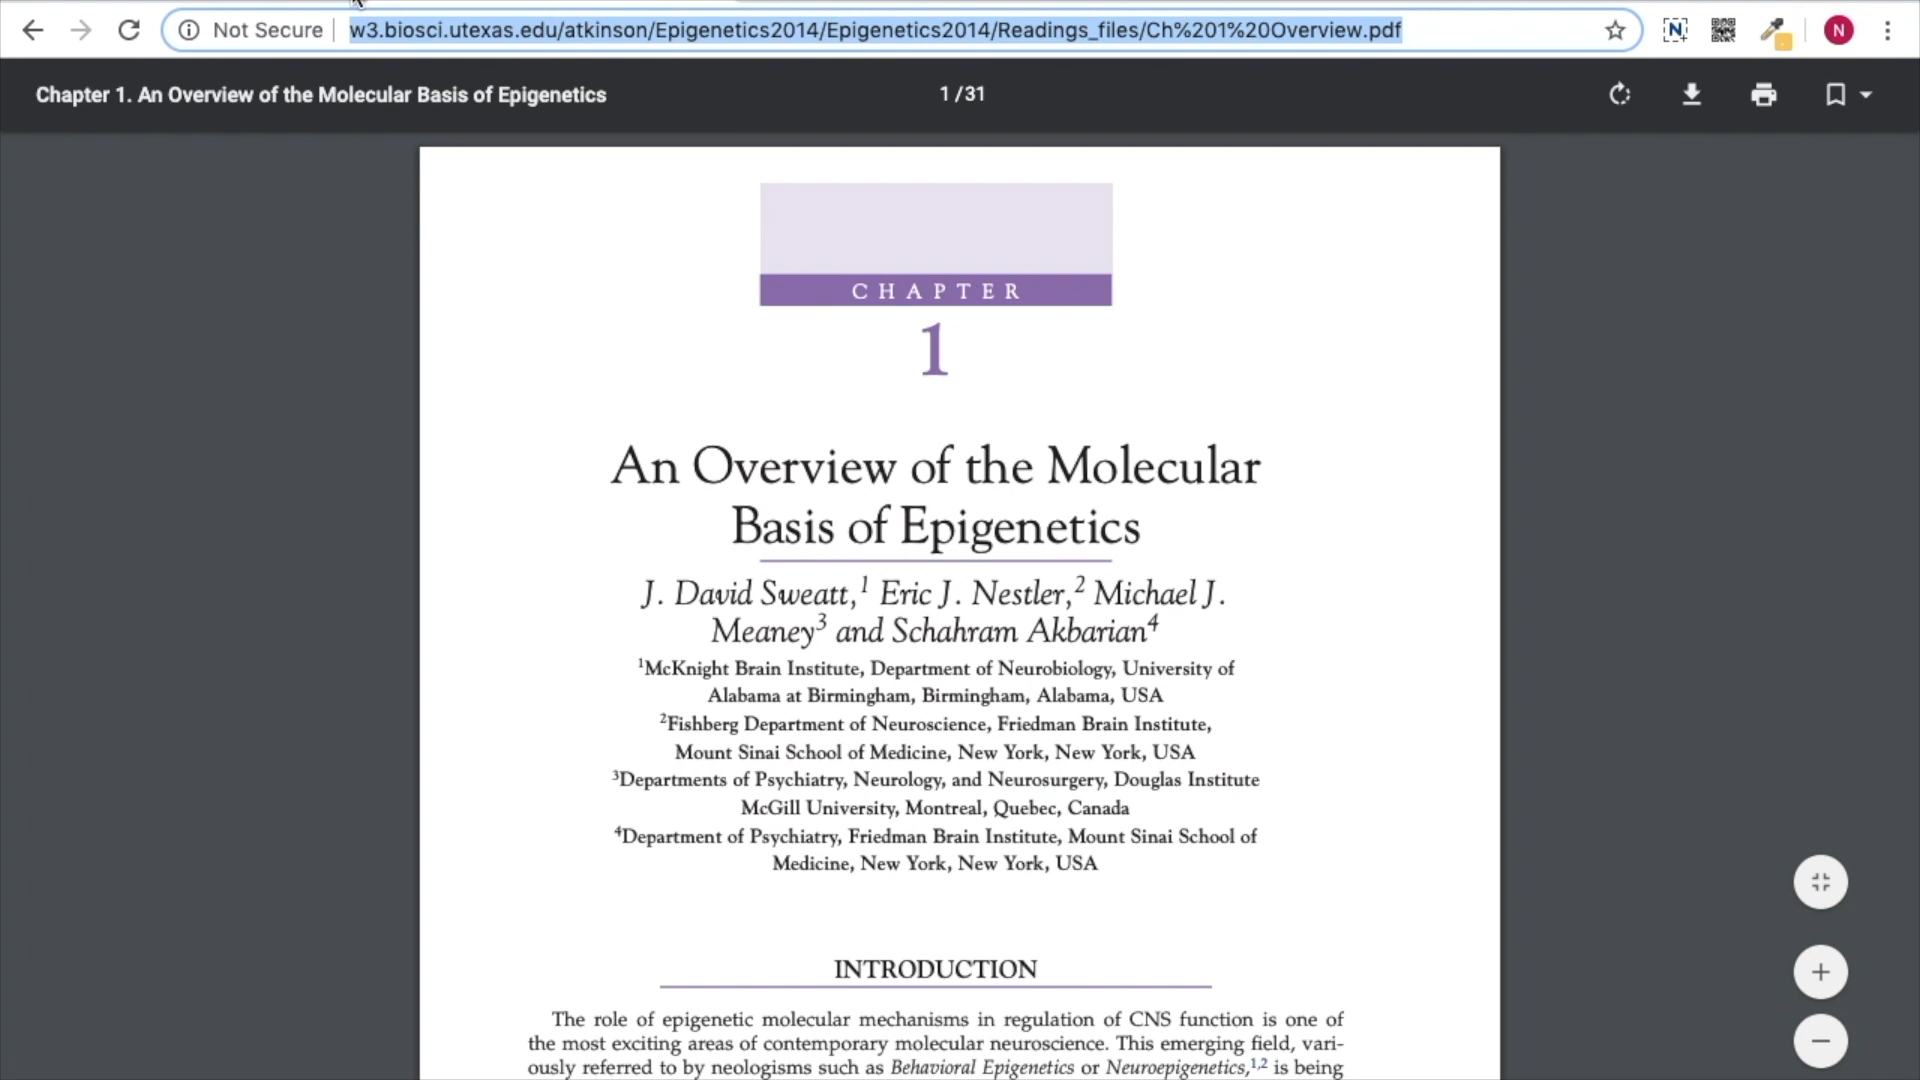 Not Secure w3.biosci.utexas.edu/atkinson/Epigenetics2014/Epigenetics2014/Readings_files/Ch%201%20Overview.pdf
N
N
Chapter 1. An Overview of the Molecular Basis of Epigenetics
1 / 31
CHAPTER
1
An Overview of the Molecular
Basis of Epigenetics
J. David Sweatt,1 Eric J. Nestler,2 Michael J.
Meaney3 and Schahram Akbarian4
1McKnight Brain Institute, Department of Neurobiology, University of
Alabama at Birmingham, Birmingham, Alabama, USA
2Fishberg Department of Neuroscience, Friedman Brain Institute,
Mount Sinai School of Medicine, New York, New York, USA
3Departments of Psychiatry, Neurology, and Neurosurgery, Douglas Institute
McGill University, Montreal, Quebec, Canada
4Department of Psychiatry, Friedman Brain Institute, Mount Sinai School of
Medicine, New York, New York, USA
INTRODUCTION
The role of epigenetic molecular mechanisms in regulation of CNS function is one of
the most exciting areas of contemporary molecular neuroscience. This emerging field, vari-
ously referred to by neologisms such as Behavioral Epigenetics or Neuroepigenetics,1,2 is being